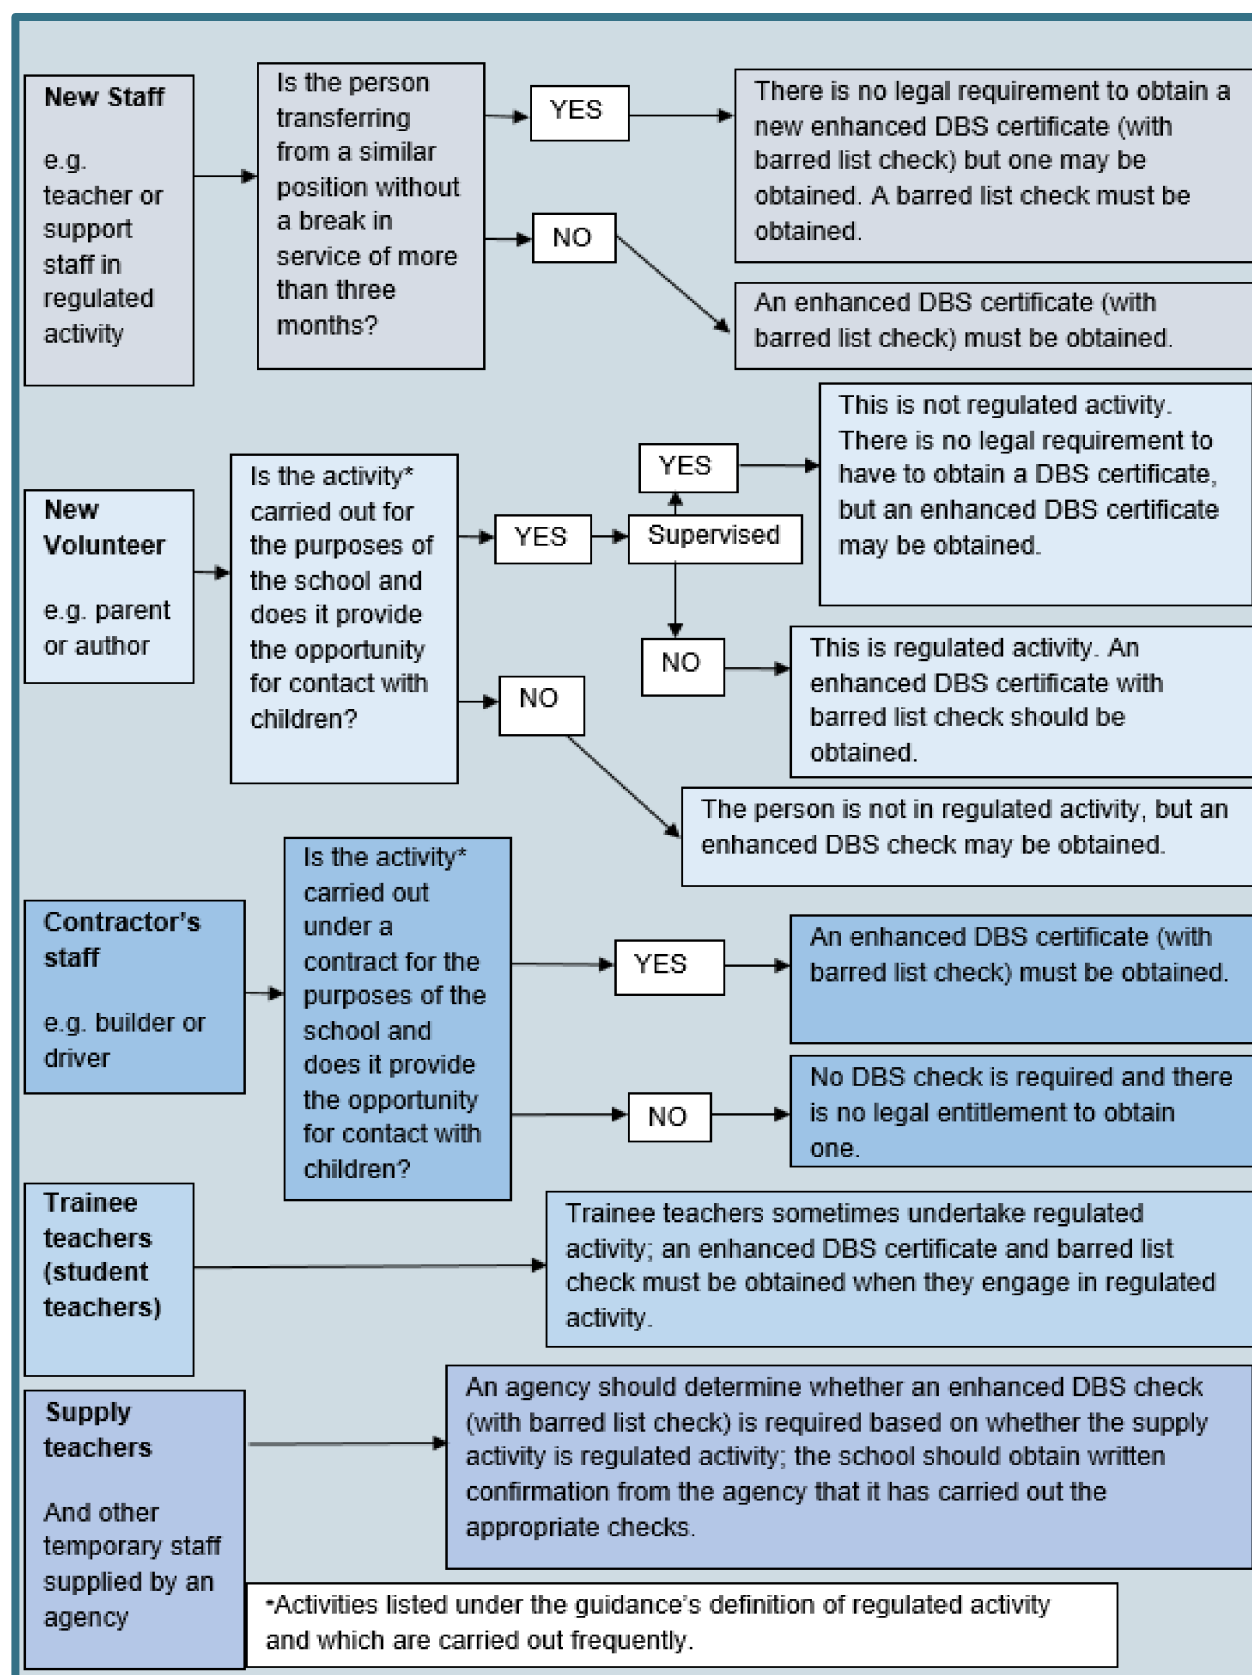 New Staff
e.g.
teacher or
support
staff in
regulated
activity
Is the person
transferring
from a similar
position without
a break in
service of more
than three
months?
YES
There is no legal requirement to obtain a
new enhanced DBS certificate (with
barred list check) but one may be
obtained. A barred list check must be
obtained.
NO
An enhanced DBS certificate (with
barred list check) must be obtained.
New
Volunteer
e.g. parent
or author
Is the activity*
carried out for
the purposes of
the school and
does it provide
the opportunity
for contact with
children?
YES
Supervised
YES
This is not regulated activity.
There is no legal requirement to
have to obtain a DBS certificate,
but an enhanced DBS certificate
may be obtained.
NO
This is regulated activity. An
enhanced DBS certificate with
barred list check should be
obtained.
NO
The person is not in regulated activity, but an
enhanced DBS check may be obtained.
Contractor’s
staff
e.g. builder or
driver
Is the activity*
carried out
under a
contract for the
purposes of the
school and
does it provide
the opportunity
for contact with
children?
YES
An enhanced DBS certificate (with
barred list check) must be obtained.
NO
No DBS check is required and there
is no legal entitlement to obtain
one.
Trainee
teachers
(student
teachers)
Trainee teachers sometimes undertake regulated
activity; an enhanced DBS certificate and barred list
check must be obtained when they engage in regulated
activity.
Supply
teachers
And other
temporary staff
supplied by an
agency
An agency should determine whether an enhanced DBS check
(with barred list check) is required based on whether the supply
activity is regulated activity; the school should obtain written
confirmation from the agency that it has carried out the
appropriate checks.
*Activities listed under the guidance’s definition of regulated activity
and which are carried out frequently.